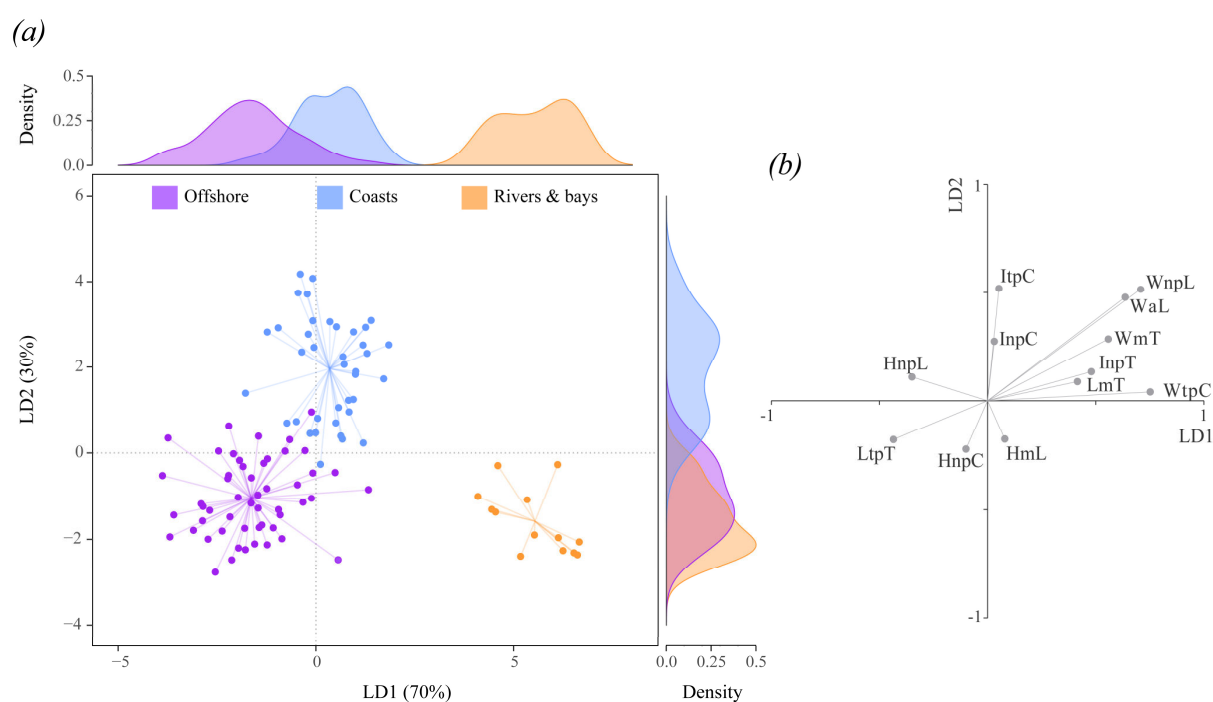 (a)
Density
0.5
0.25
0.0
Offshore
Coasts
Rivers & bays
LD2 (30%)
6
4
2
0
−2
−4
−5
0
5
LD1 (70%)
0.0
0.25
0.5
Density
(b)
LD2
1
ItpC
WnpL
WaL
InpC
WmT
HnpL
InpT
LmT
WtpC
-1
1
LD1
LtpT
HnpC
HmL
-1